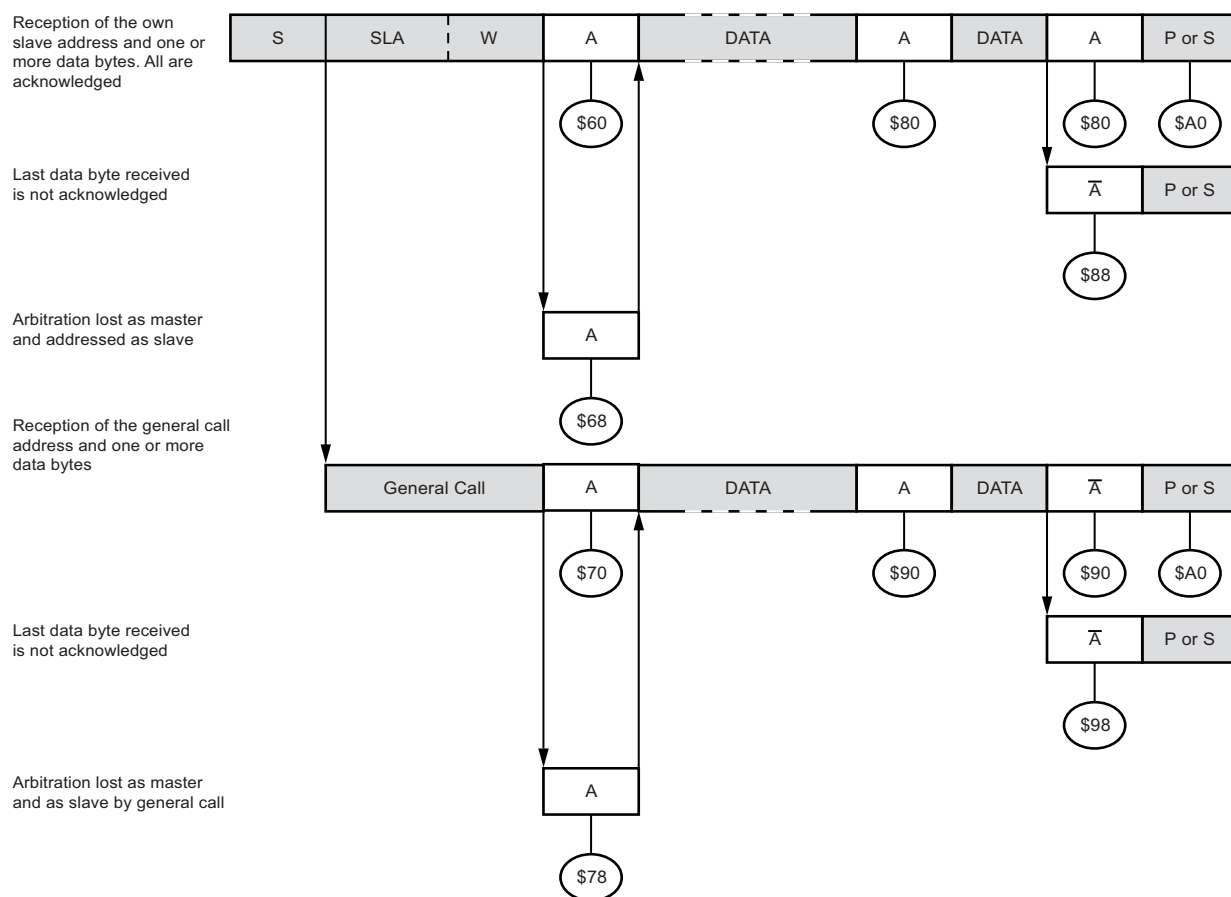 Reception of the own
slave address and one or
more data bytes. All are
acknowledged
S SLA W A DATA A DATA A P or S
$60 $80 $80 $A0
Last data byte received
is not acknowledged
A̅ P or S
$88
Arbitration lost as master
and addressed as slave
A
$68
Reception of the general call
address and one or more
data bytes
General Call A DATA A DATA A̅ P or S
$70 $90 $90 $A0
Last data byte received
is not acknowledged
A̅ P or S
$98
Arbitration lost as master
and as slave by general call
A
$78